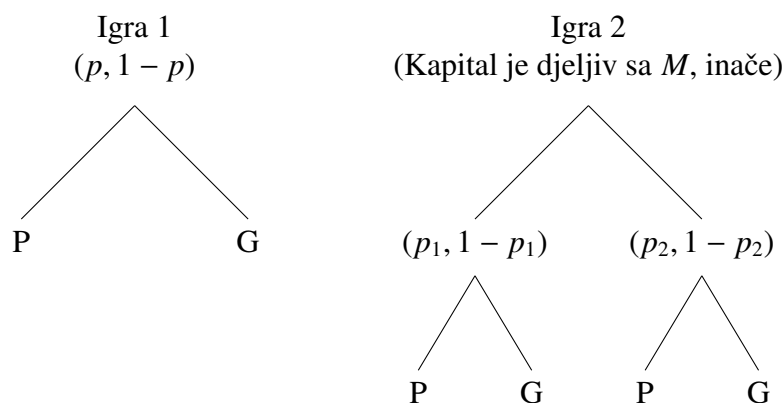 Igra 1
(p, 1 − p)
P G
Igra 2
(Kapital je djeljiv sa M, inače)
(p₁, 1 − p₁) (p₂, 1 − p₂)
P G P G